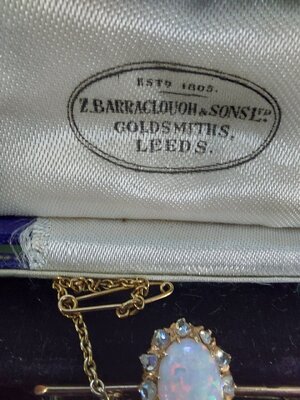 ESTD 1805.
Z. BARRACLOUGH & SONS LTD.
GOLDSMITHS,
LEEDS.